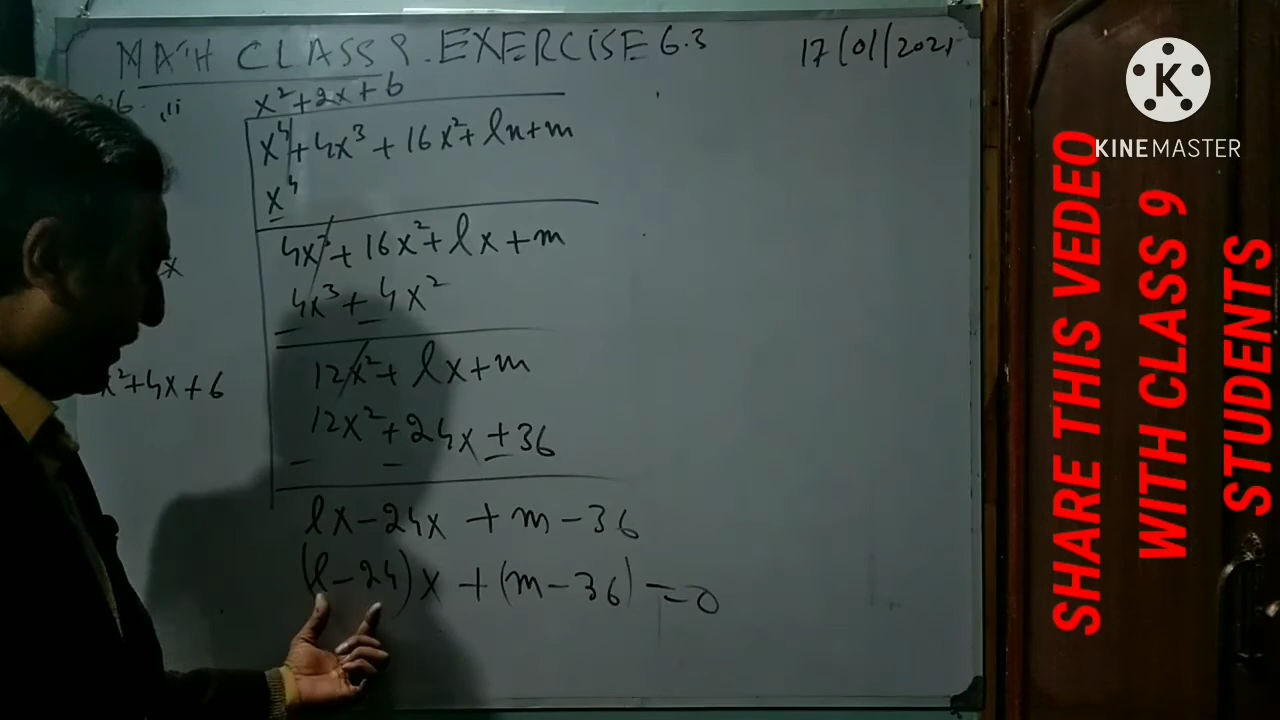 MATH CLASS 9. EXERCISE 6.3
17/01/2021
ii
x²+2x+6
x⁴+4x³+16x²+lx+m
x⁴
4x³+16x²+lx+m
x
4x³+4x²
12x²+lx+m
x²+4x+6
12x²+24x±36
lx-24x+m-36
(l-24)x+(m-36)=0
KINEMASTER
SHARE THIS VEDEO
WITH CLASS 9
STUDENTS